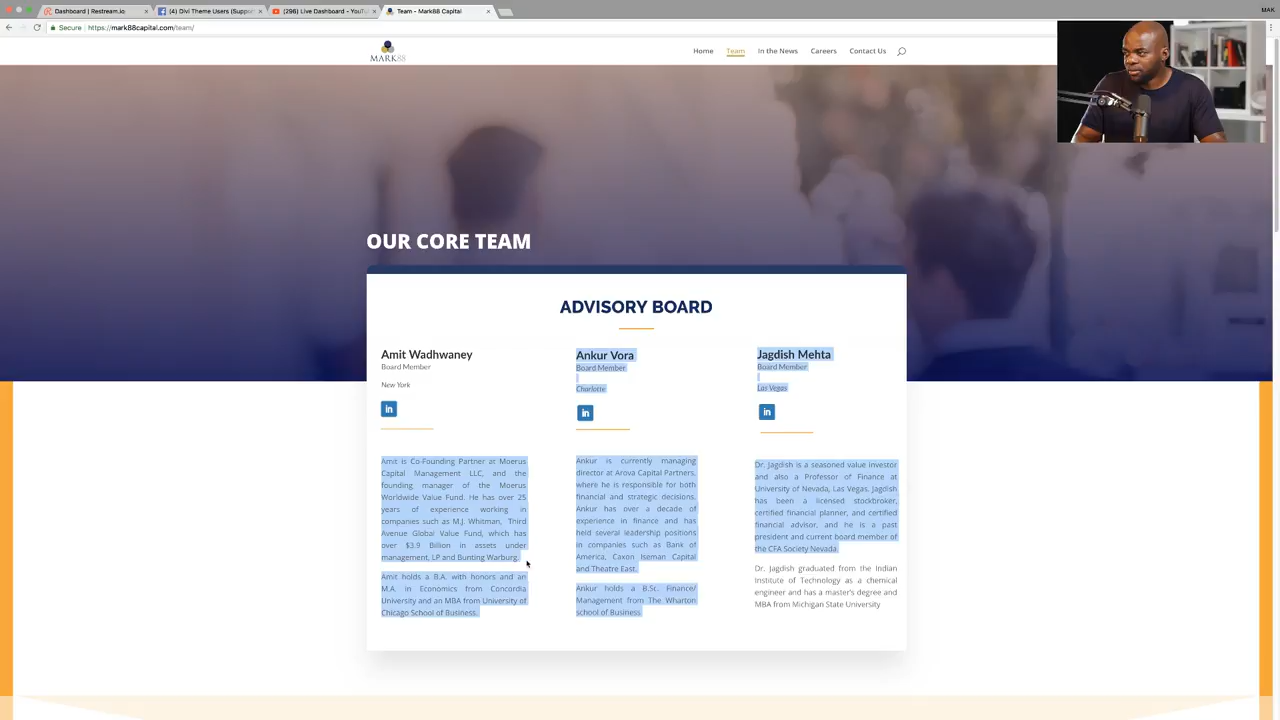 Dashboard | Restream.io
(4) Divi Theme Users (Suppor
(296) Live Dashboard - YouTu
Team - Mark88 Capital
MAK
Secure
https://mark88capital.com/team/
MARK88
Home
Team
In the News
Careers
Contact Us
OUR CORE TEAM
ADVISORY BOARD
Amit Wadhwaney
Board Member
New York
in
Amit is Co-Founding Partner at Moerus
Capital Management LLC, and the
founding manager of the Moerus
Worldwide Value Fund. He has over 25
years of experience working in
companies such as M.J. Whitman, Third
Avenue Global Value Fund, which has
over $3.9 Billion in assets under
management, LP and Bunting Warburg.
Amit holds a B.A. with honors and an
M.A. in Economics from Concordia
University and an MBA from University of
Chicago School of Business.
Ankur Vora
Board Member
Charlotte
in
Ankur is currently managing
director at Arova Capital Partners,
where he is responsible for both
financial and strategic decisions.
Ankur has over a decade of
experience in finance and has
held several leadership positions
in companies such as Bank of
America, Caxon Iseman Capital
and Theatre East.
Ankur holds a B.Sc. Finance/
Management from The Wharton
school of Business
Jagdish Mehta
Board Member
Las Vegas
in
Dr. Jagdish is a seasoned value investor
and also a Professor of Finance at
University of Nevada, Las Vegas. Jagdish
has been a licensed stockbroker,
certified financial planner, and certified
financial advisor, and he is a past
president and current board member of
the CFA Society Nevada.
Dr. Jagdish graduated from the Indian
Institute of Technology as a chemical
engineer and has a master's degree and
MBA from Michigan State University